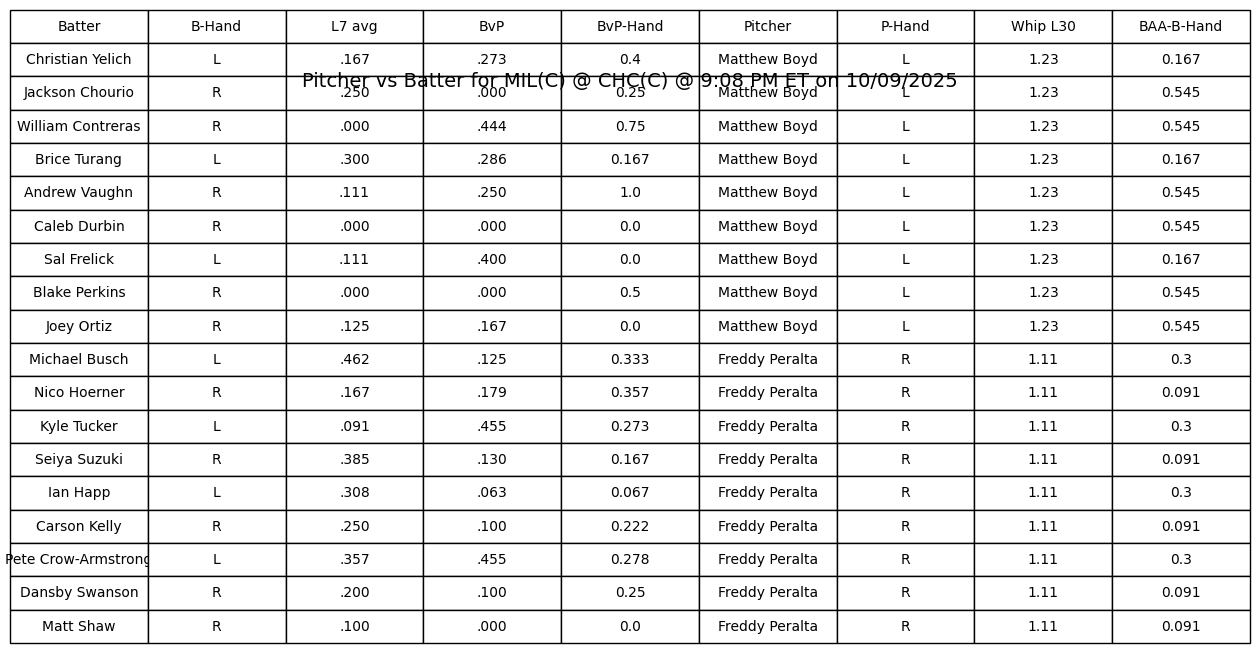 Batter B-Hand L7 avg BvP BvP-Hand Pitcher P-Hand Whip L30 BAA-B-Hand
Christian Yelich L .167 .273 0.4 Matthew Boyd L 1.23 0.167
Pitcher vs Batter for MIL(C) @ CHC(C) @ 9:08 PM ET on 10/09/2025
Jackson Chourio R .250 .000 0.25 Matthew Boyd L 1.23 0.545
William Contreras R .000 .444 0.75 Matthew Boyd L 1.23 0.545
Brice Turang L .300 .286 0.167 Matthew Boyd L 1.23 0.167
Andrew Vaughn R .111 .250 1.0 Matthew Boyd L 1.23 0.545
Caleb Durbin R .000 .000 0.0 Matthew Boyd L 1.23 0.545
Sal Frelick L .111 .400 0.0 Matthew Boyd L 1.23 0.167
Blake Perkins R .000 .000 0.5 Matthew Boyd L 1.23 0.545
Joey Ortiz R .125 .167 0.0 Matthew Boyd L 1.23 0.545
Michael Busch L .462 .125 0.333 Freddy Peralta R 1.11 0.3
Nico Hoerner R .167 .179 0.357 Freddy Peralta R 1.11 0.091
Kyle Tucker L .091 .455 0.273 Freddy Peralta R 1.11 0.3
Seiya Suzuki R .385 .130 0.167 Freddy Peralta R 1.11 0.091
Ian Happ L .308 .063 0.067 Freddy Peralta R 1.11 0.3
Carson Kelly R .250 .100 0.222 Freddy Peralta R 1.11 0.091
Pete Crow-Armstrong L .357 .455 0.278 Freddy Peralta R 1.11 0.3
Dansby Swanson R .200 .100 0.25 Freddy Peralta R 1.11 0.091
Matt Shaw R .100 .000 0.0 Freddy Peralta R 1.11 0.091